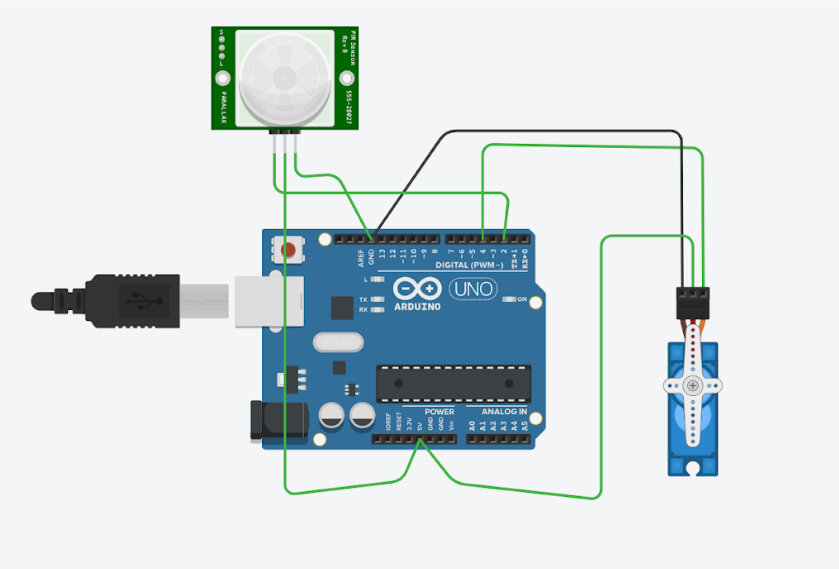 PIR Sensor
Rev B
PARALLAX
555-28027
AREF
GND
13
12
~11
~10
~9
8
7
~6
~5
4
~3
2
TX→1
RX←0
DIGITAL (PWM~)
L
TX
RX
ARDUINO
UNO
ON
POWER
ANALOG IN
IOREF
RESET
3.3V
5V
GND
GND
Vin
A0
A1
A2
A3
A4
A5